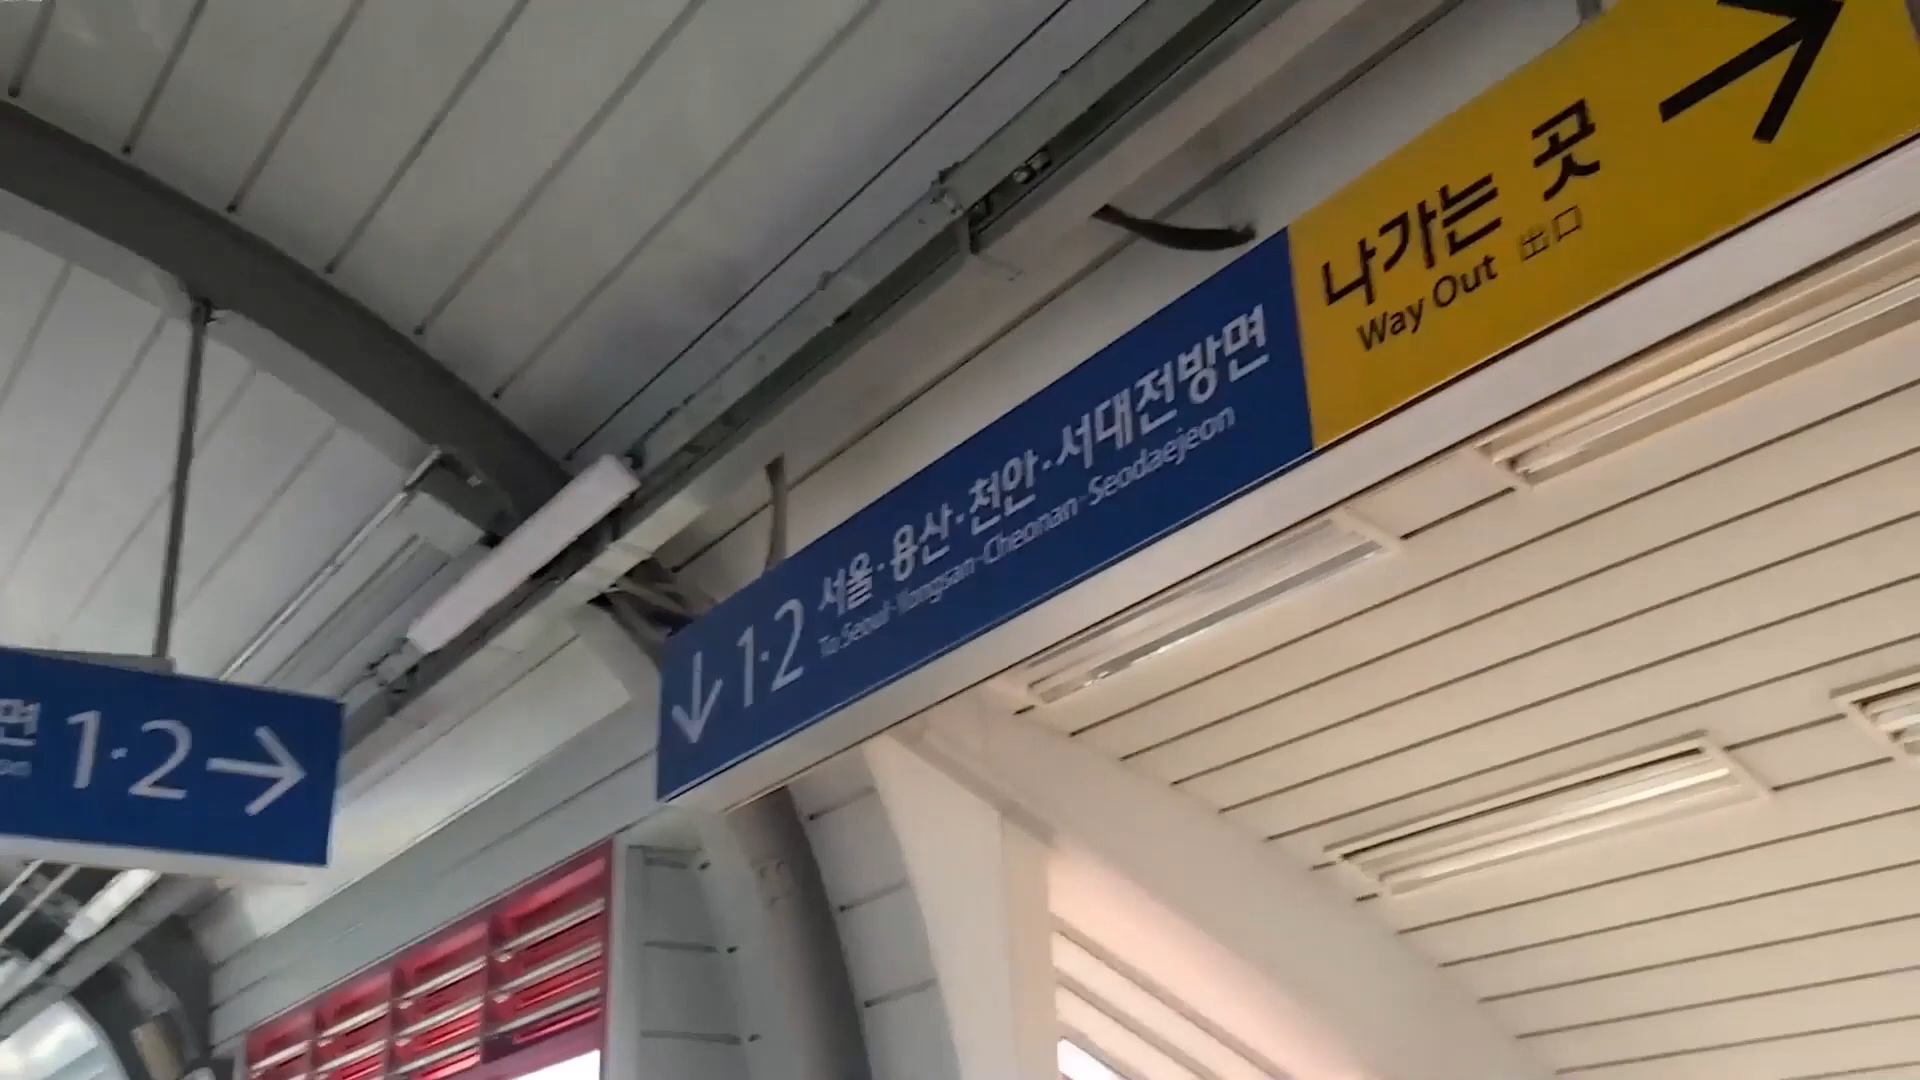 나가는 곳
Way Out 出口
1·2 서울·용산·천안·서대전방면
To Seoul·Yongsan·Cheonan·Seodaejeon
면 1·2
on